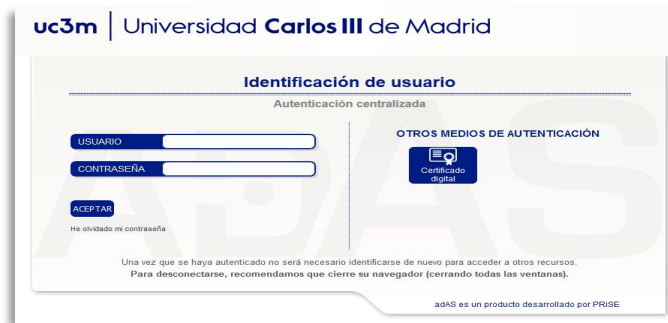 uc3m | Universidad Carlos III de Madrid
Identificación de usuario
Autenticación centralizada
USUARIO
CONTRASEÑA
ACEPTAR
He olvidado mi contraseña
OTROS MEDIOS DE AUTENTICACIÓN
Certificado
digital
Una vez que se haya autenticado no será necesario identificarse de nuevo para acceder a otros recursos.
Para desconectarse, recomendamos que cierre su navegador (cerrando todas las ventanas).
adAS es un producto desarrollado por PRiSE
ADAS